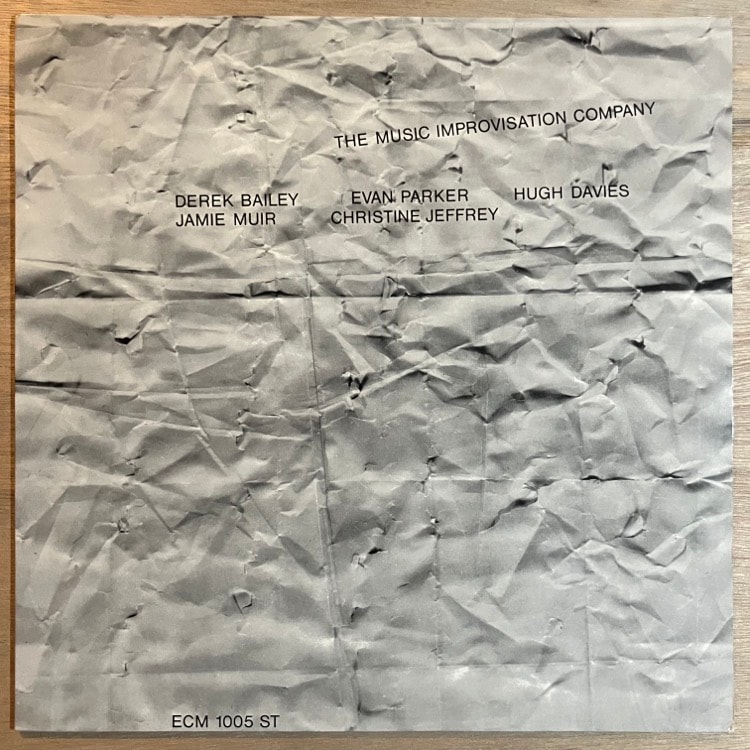 THE MUSIC IMPROVISATION COMPANY
DEREK BAILEY EVAN PARKER HUGH DAVIES
JAMIE MUIR CHRISTINE JEFFREY
ECM 1005 ST